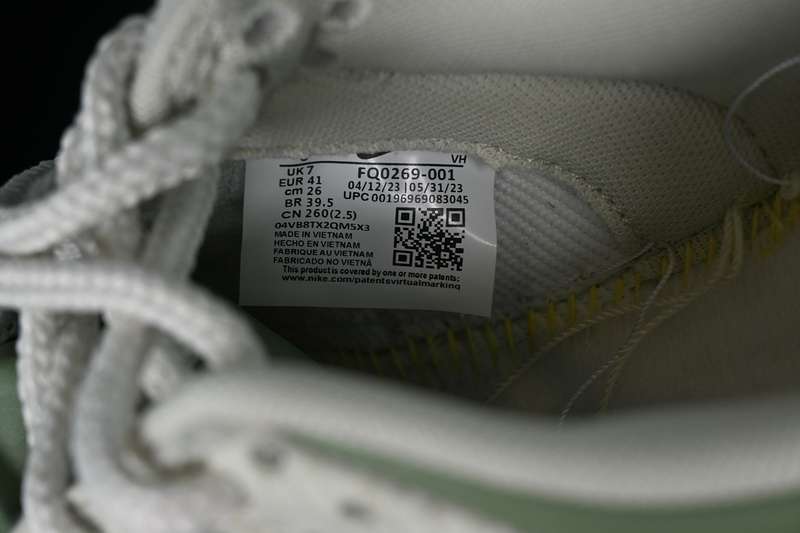 VH
UK 7
EUR 41
cm 26
BR 39.5
CN 260(2.5)
FQ0269-001
04/12/23 | 05/31/23
UPC 00196969083045
04VB8TX2QM5X3
MADE IN VIETNAM
HECHO EN VIETNAM
FABRIQUE AU VIETNAM
FABRICADO NO VIETNÃ
This product is covered by one or more patents:
www.nike.com/patentsvirtualmarking